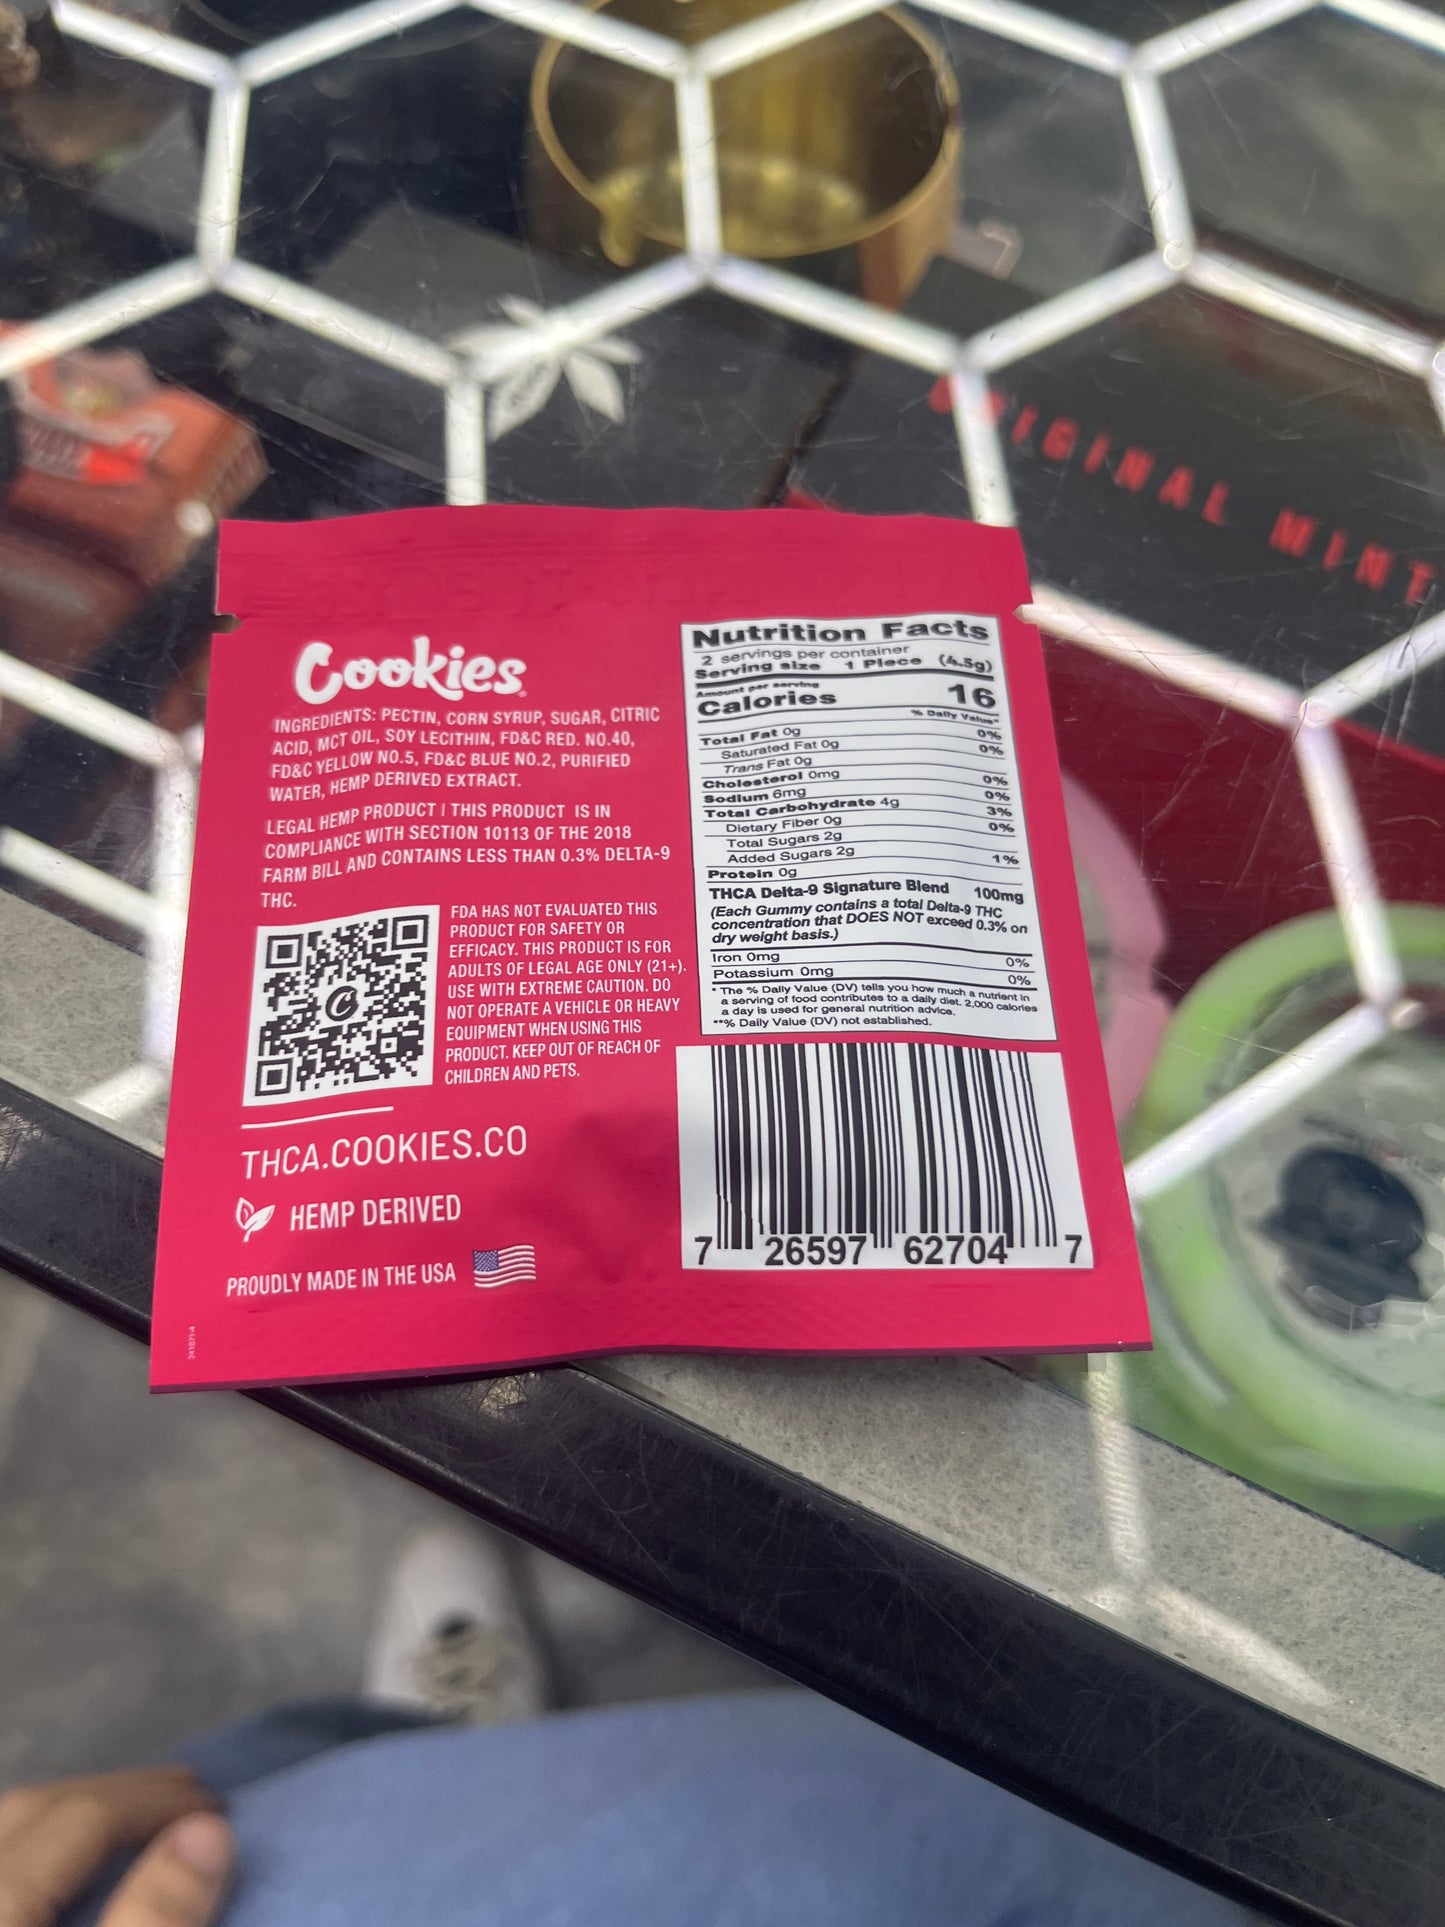 ORIGINAL MINT
Cookies
INGREDIENTS: PECTIN, CORN SYRUP, SUGAR, CITRIC
ACID, MCT OIL, SOY LECITHIN, FD&C RED. NO.40,
FD&C YELLOW NO.5, FD&C BLUE NO.2, PURIFIED
WATER, HEMP DERIVED EXTRACT.
LEGAL HEMP PRODUCT | THIS PRODUCT IS IN
COMPLIANCE WITH SECTION 10113 OF THE 2018
FARM BILL AND CONTAINS LESS THAN 0.3% DELTA-9
THC.
FDA HAS NOT EVALUATED THIS
PRODUCT FOR SAFETY OR
EFFICACY. THIS PRODUCT IS FOR
ADULTS OF LEGAL AGE ONLY (21+).
USE WITH EXTREME CAUTION. DO
NOT OPERATE A VEHICLE OR HEAVY
EQUIPMENT WHEN USING THIS
PRODUCT. KEEP OUT OF REACH OF
CHILDREN AND PETS.
THCA.COOKIES.CO
HEMP DERIVED
PROUDLY MADE IN THE USA
241071-4
Nutrition Facts
2 servings per container
Serving size 1 Piece (4.5g)
Amount per serving
Calories 16
% Daily Value*
Total Fat 0g 0%
Saturated Fat 0g 0%
Trans Fat 0g
Cholesterol 0mg 0%
Sodium 6mg 0%
Total Carbohydrate 4g 3%
Dietary Fiber 0g 0%
Total Sugars 2g
Added Sugars 2g 1%
Protein 0g
THCA Delta-9 Signature Blend 100mg
(Each Gummy contains a total Delta-9 THC
concentration that DOES NOT exceed 0.3% on
dry weight basis.)
Iron 0mg 0%
Potassium 0mg 0%
* The % Daily Value (DV) tells you how much a nutrient in
a serving of food contributes to a daily diet. 2,000 calories
a day is used for general nutrition advice.
**% Daily Value (DV) not established.
7 26597 62704 7